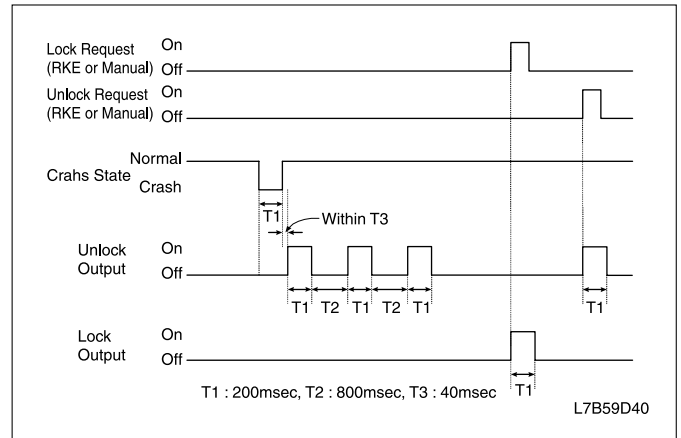 Lock Request
(RKE or Manual)
On
Off
Unlock Request
(RKE or Manual)
On
Off
Crahs State
Normal
Crash
T1
Within T3
Unlock
Output
On
Off
T1 T2 T1 T2 T1 T1
Lock
Output
On
Off
T1 : 200msec, T2 : 800msec, T3 : 40msec
T1
L7B59D40